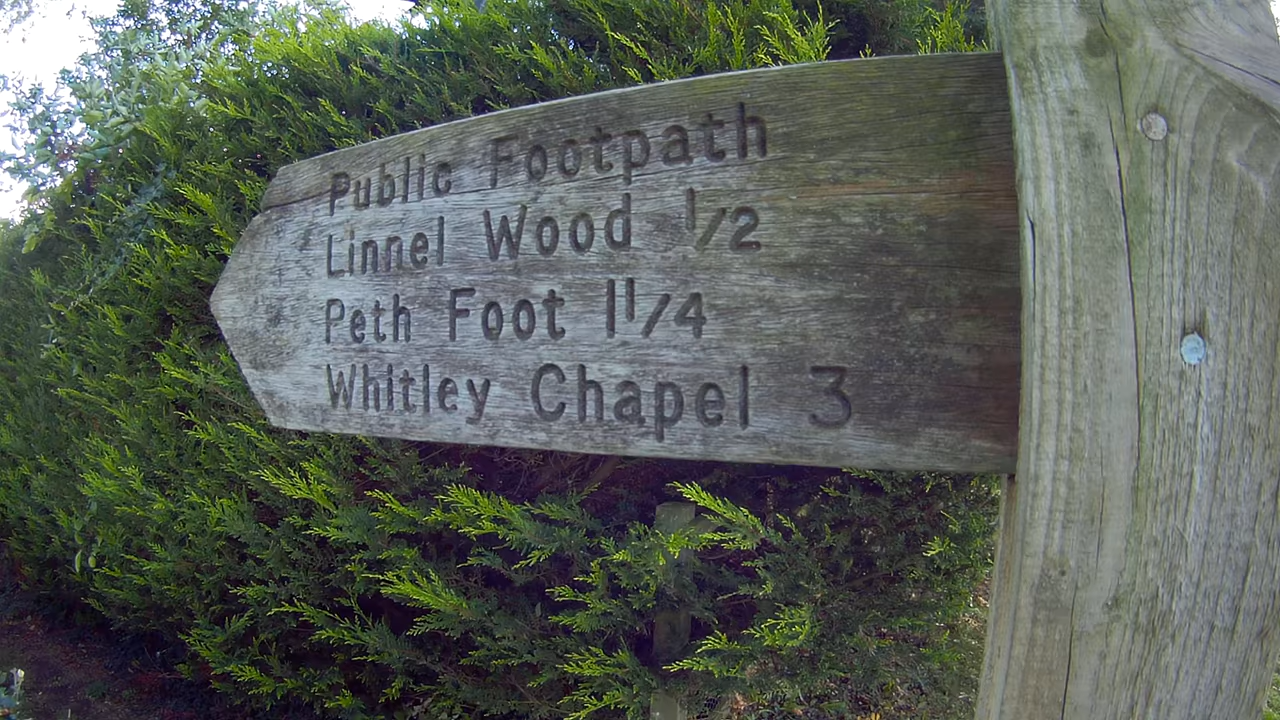 Public Footpath
Linnel Wood 1/2
Peth Foot 1 1/4
Whitley Chapel 3